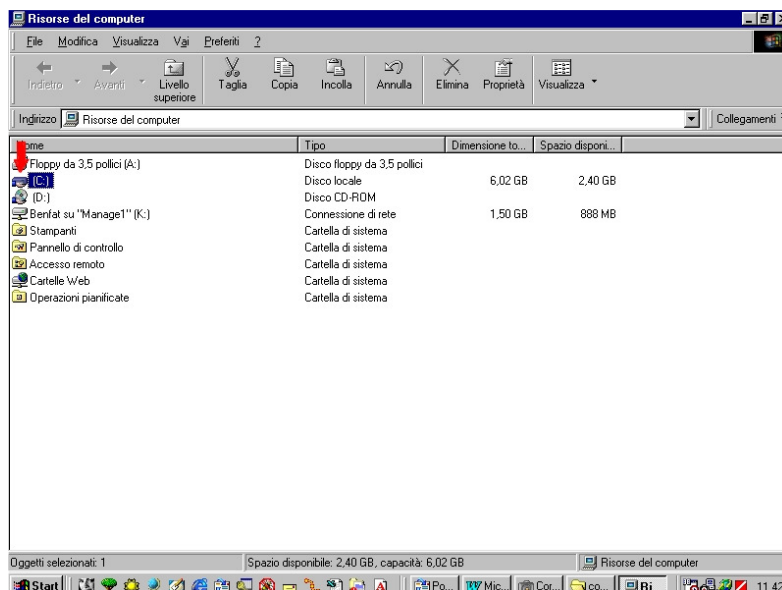 Risorse del computer
File Modifica Visualizza Vai Preferiti ?
Indietro Avanti Livello superiore Taglia Copia Incolla Annulla Elimina Proprietà Visualizza
Indirizzo Risorse del computer Collegamenti
ome Tipo Dimensione to... Spazio disponi...
Floppy da 3,5 pollici (A:) Disco floppy da 3,5 pollici
(C:) Disco locale 6,02 GB 2,40 GB
(D:) Disco CD-ROM
Benfat su "Manage1" (K:) Connessione di rete 1,50 GB 888 MB
Stampanti Cartella di sistema
Pannello di controllo Cartella di sistema
Accesso remoto Cartella di sistema
Cartelle Web Cartella di sistema
Operazioni pianificate Cartella di sistema
Oggetti selezionati: 1 Spazio disponibile: 2,40 GB, capacità: 6,02 GB Risorse del computer
Start Po... Mic... Cor... co... Ri... 11.42